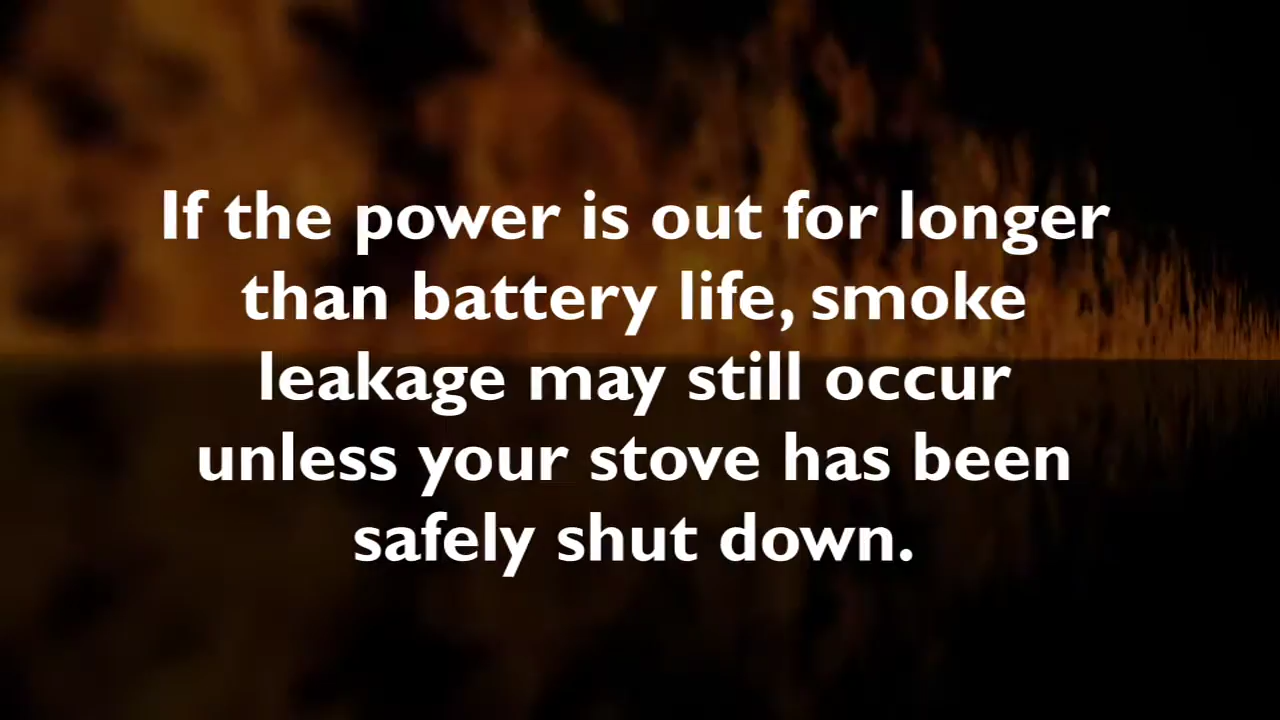 If the power is out for longer
than battery life, smoke
leakage may still occur
unless your stove has been
safely shut down.